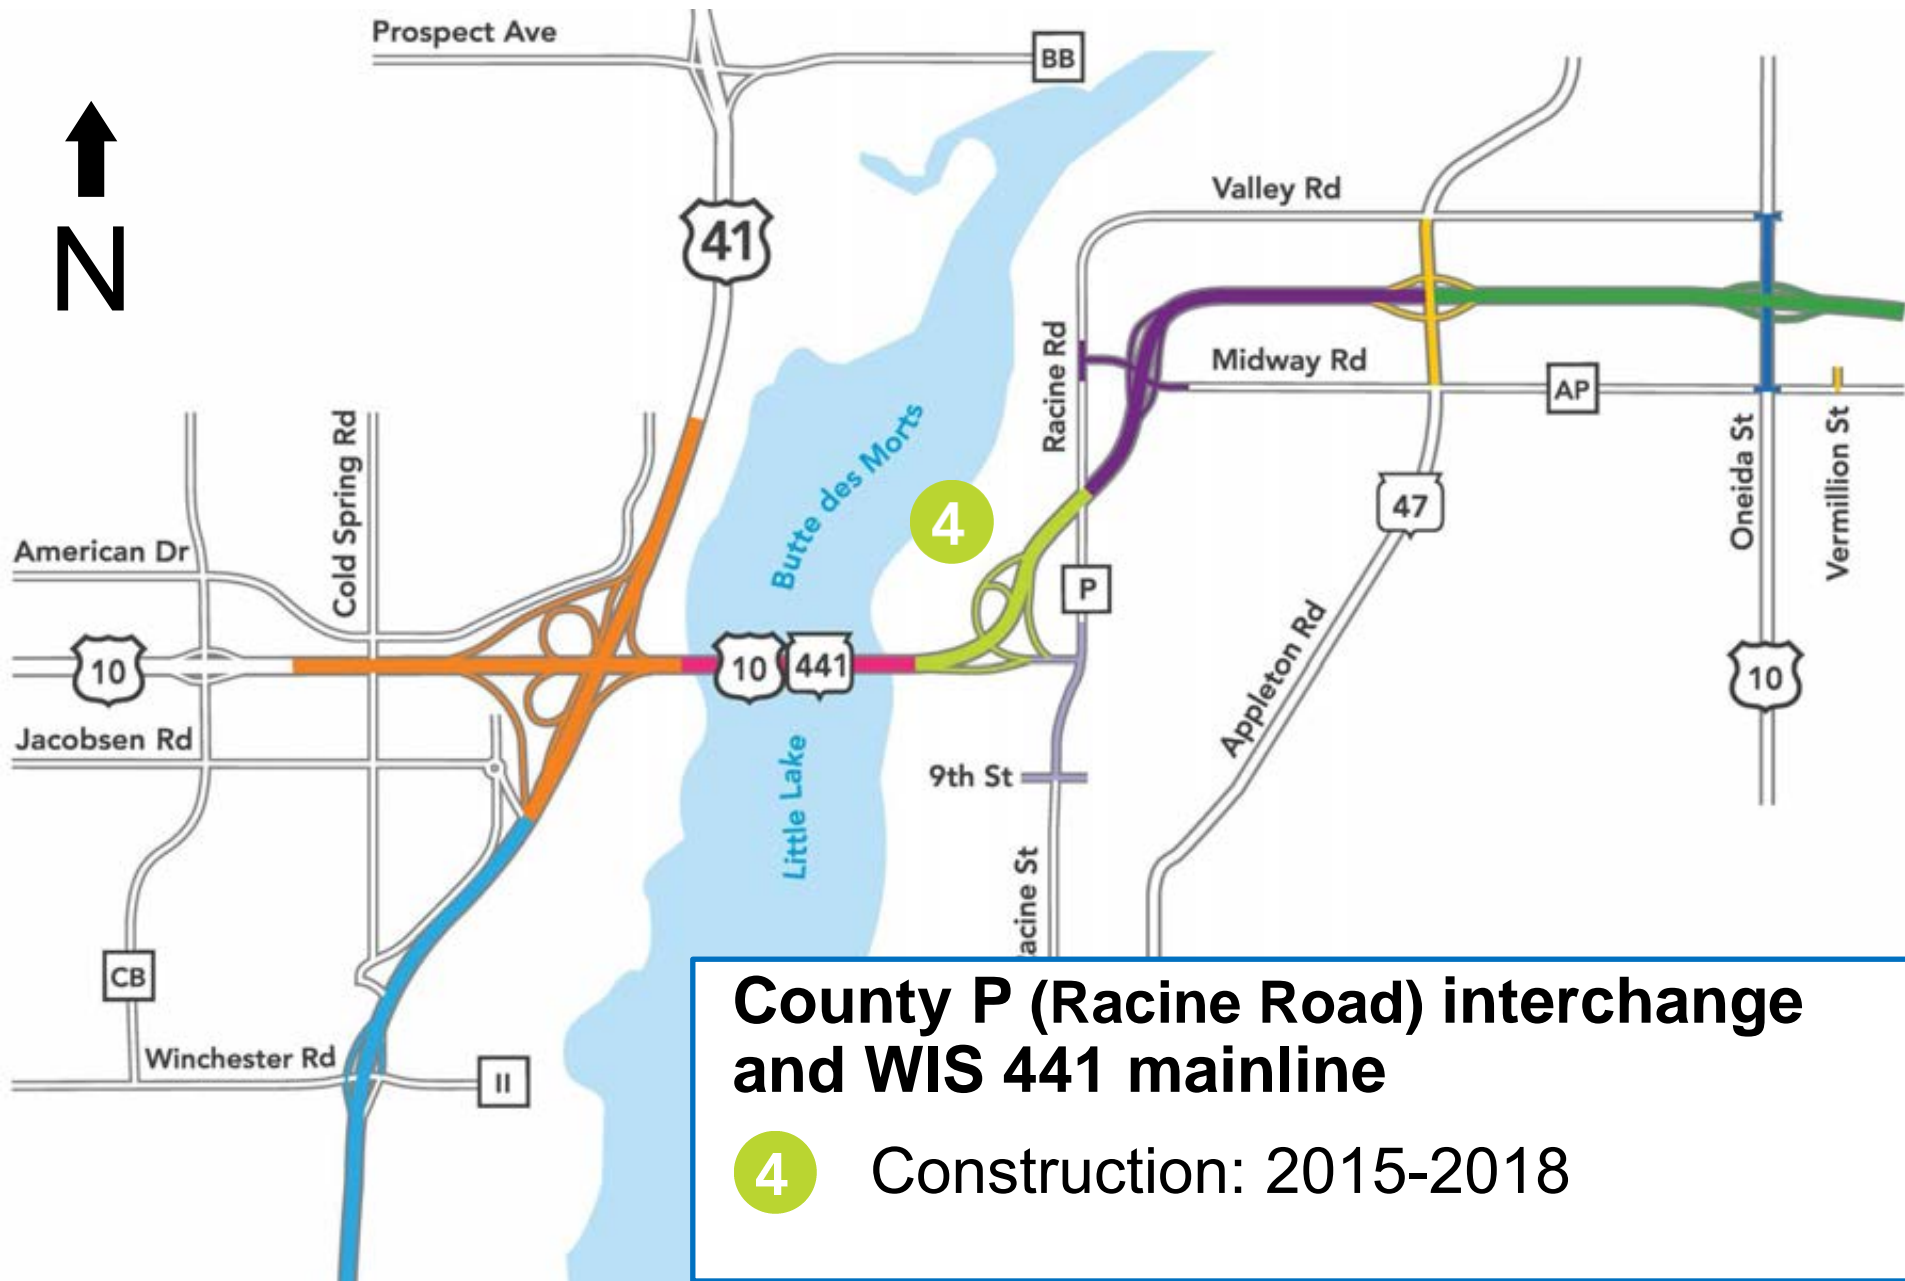 Prospect Ave
BB
N
41
Valley Rd
Racine Rd
Midway Rd
AP
Cold Spring Rd
Butte des Morts
4
47
Oneida St
Vermillion St
American Dr
P
10
10
441
10
Appleton Rd
Jacobsen Rd
9th St
Little Lake
CB
Winchester Rd
II
County P (Racine Road) interchange
and WIS 441 mainline
4 Construction: 2015-2018